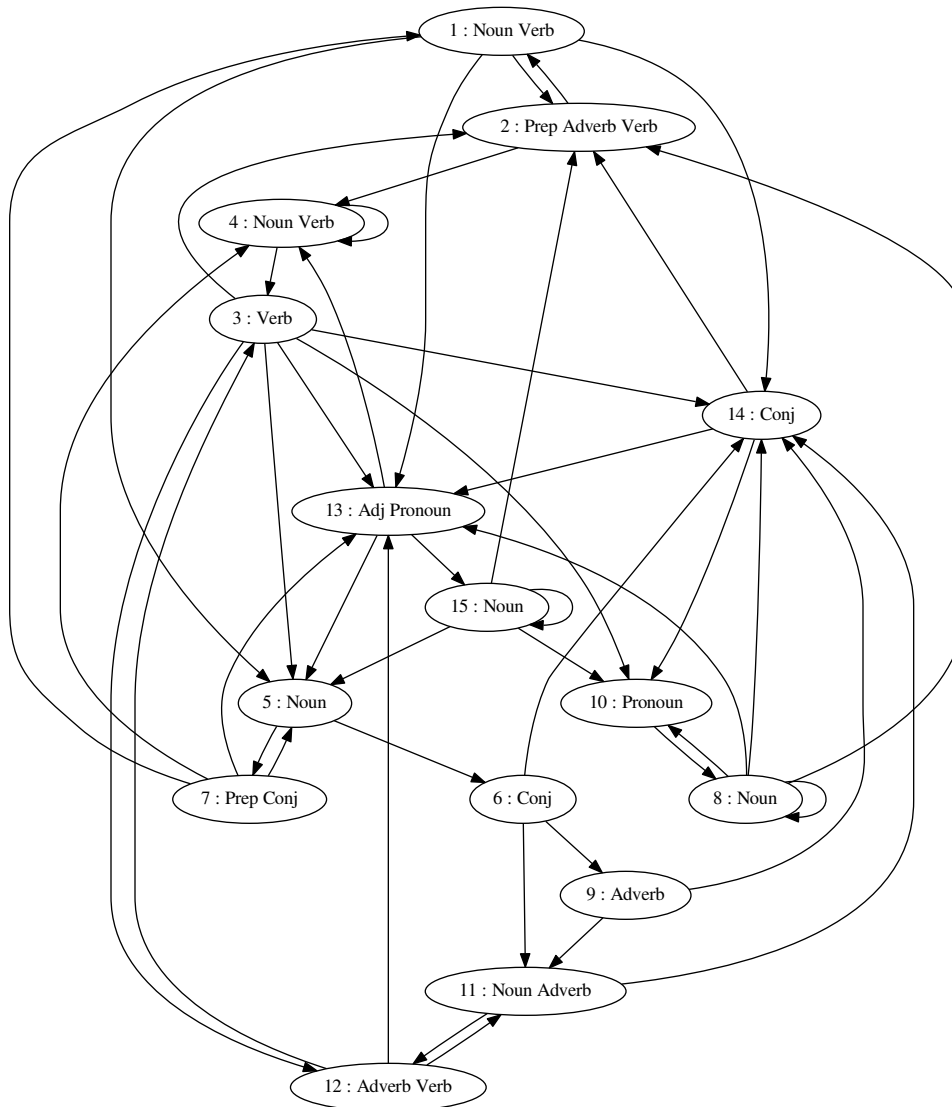 1 : Noun Verb
2 : Prep Adverb Verb
4 : Noun Verb
3 : Verb
14 : Conj
13 : Adj Pronoun
15 : Noun
5 : Noun
10 : Pronoun
7 : Prep Conj
6 : Conj
8 : Noun
9 : Adverb
11 : Noun Adverb
12 : Adverb Verb